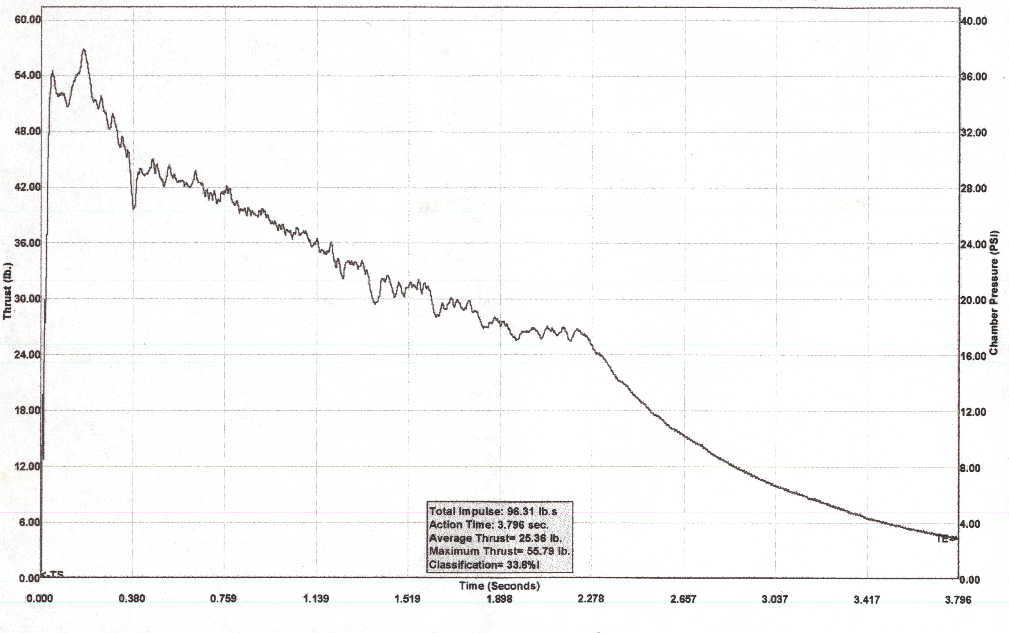 60.00
54.00
48.00
42.00
36.00
30.00
24.00
18.00
12.00
6.00
0.00
Thrust (lb.)
40.00
36.00
32.00
28.00
24.00
20.00
16.00
12.00
8.00
4.00
0.00
Chamber Pressure (PSI)
Total Impulse: 96.31 lb.s
Action Time: 3.796 sec.
Average Thrust= 25.36 lb.
Maximum Thrust= 55.79 lb.
Classification= 33.8%I
<-TS
TE->
Time (Seconds)
0.000 0.380 0.759 1.139 1.519 1.898 2.278 2.657 3.037 3.417 3.796